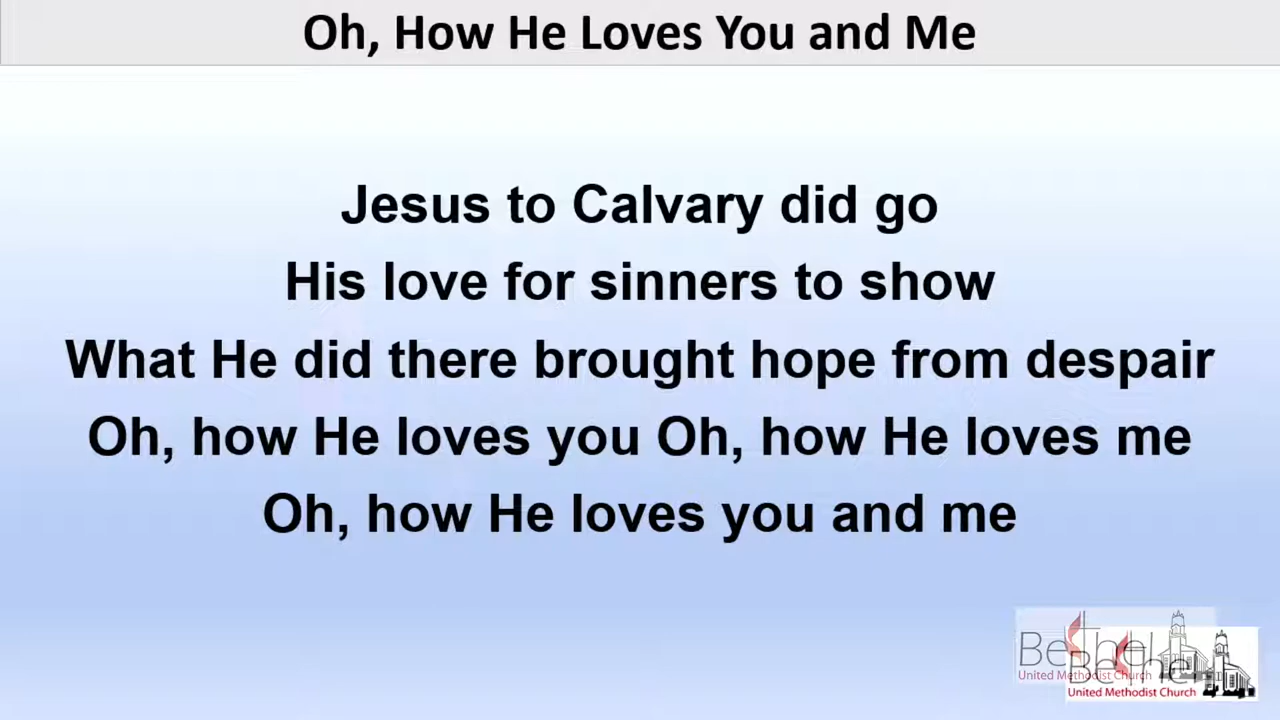 Oh, How He Loves You and Me
Jesus to Calvary did go
His love for sinners to show
What He did there brought hope from despair
Oh, how He loves you Oh, how He loves me
Oh, how He loves you and me
Bethel
United Methodist Church
Bethel
United Methodist Church